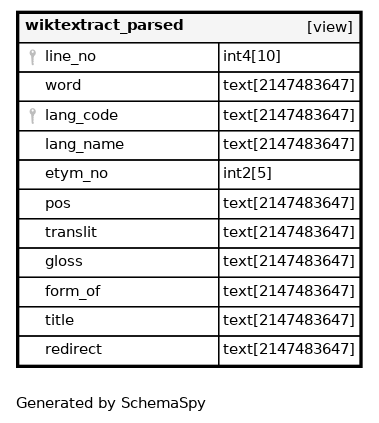 wiktextract_parsed [view]
line_no int4[10]
word text[2147483647]
lang_code text[2147483647]
lang_name text[2147483647]
etym_no int2[5]
pos text[2147483647]
translit text[2147483647]
gloss text[2147483647]
form_of text[2147483647]
title text[2147483647]
redirect text[2147483647]
Generated by SchemaSpy